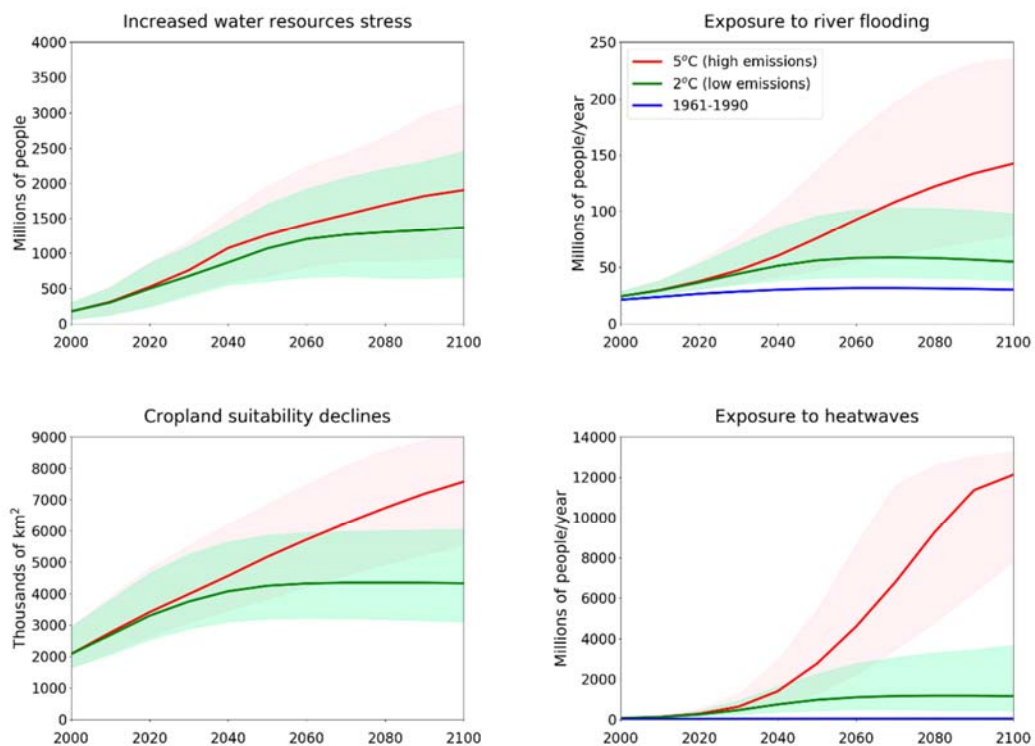 Increased water resources stress
4000
3500
3000
2500
2000
1500
1000
500
0
Millions of people
2000 2020 2040 2060 2080 2100
Exposure to river flooding
250
200
150
100
50
0
Millions of people/year
5°C (high emissions)
2°C (low emissions)
1961-1990
2000 2020 2040 2060 2080 2100
Cropland suitability declines
9000
8000
7000
6000
5000
4000
3000
2000
1000
0
Thousands of km²
2000 2020 2040 2060 2080 2100
Exposure to heatwaves
14000
12000
10000
8000
6000
4000
2000
0
Millions of people/year
2000 2020 2040 2060 2080 2100